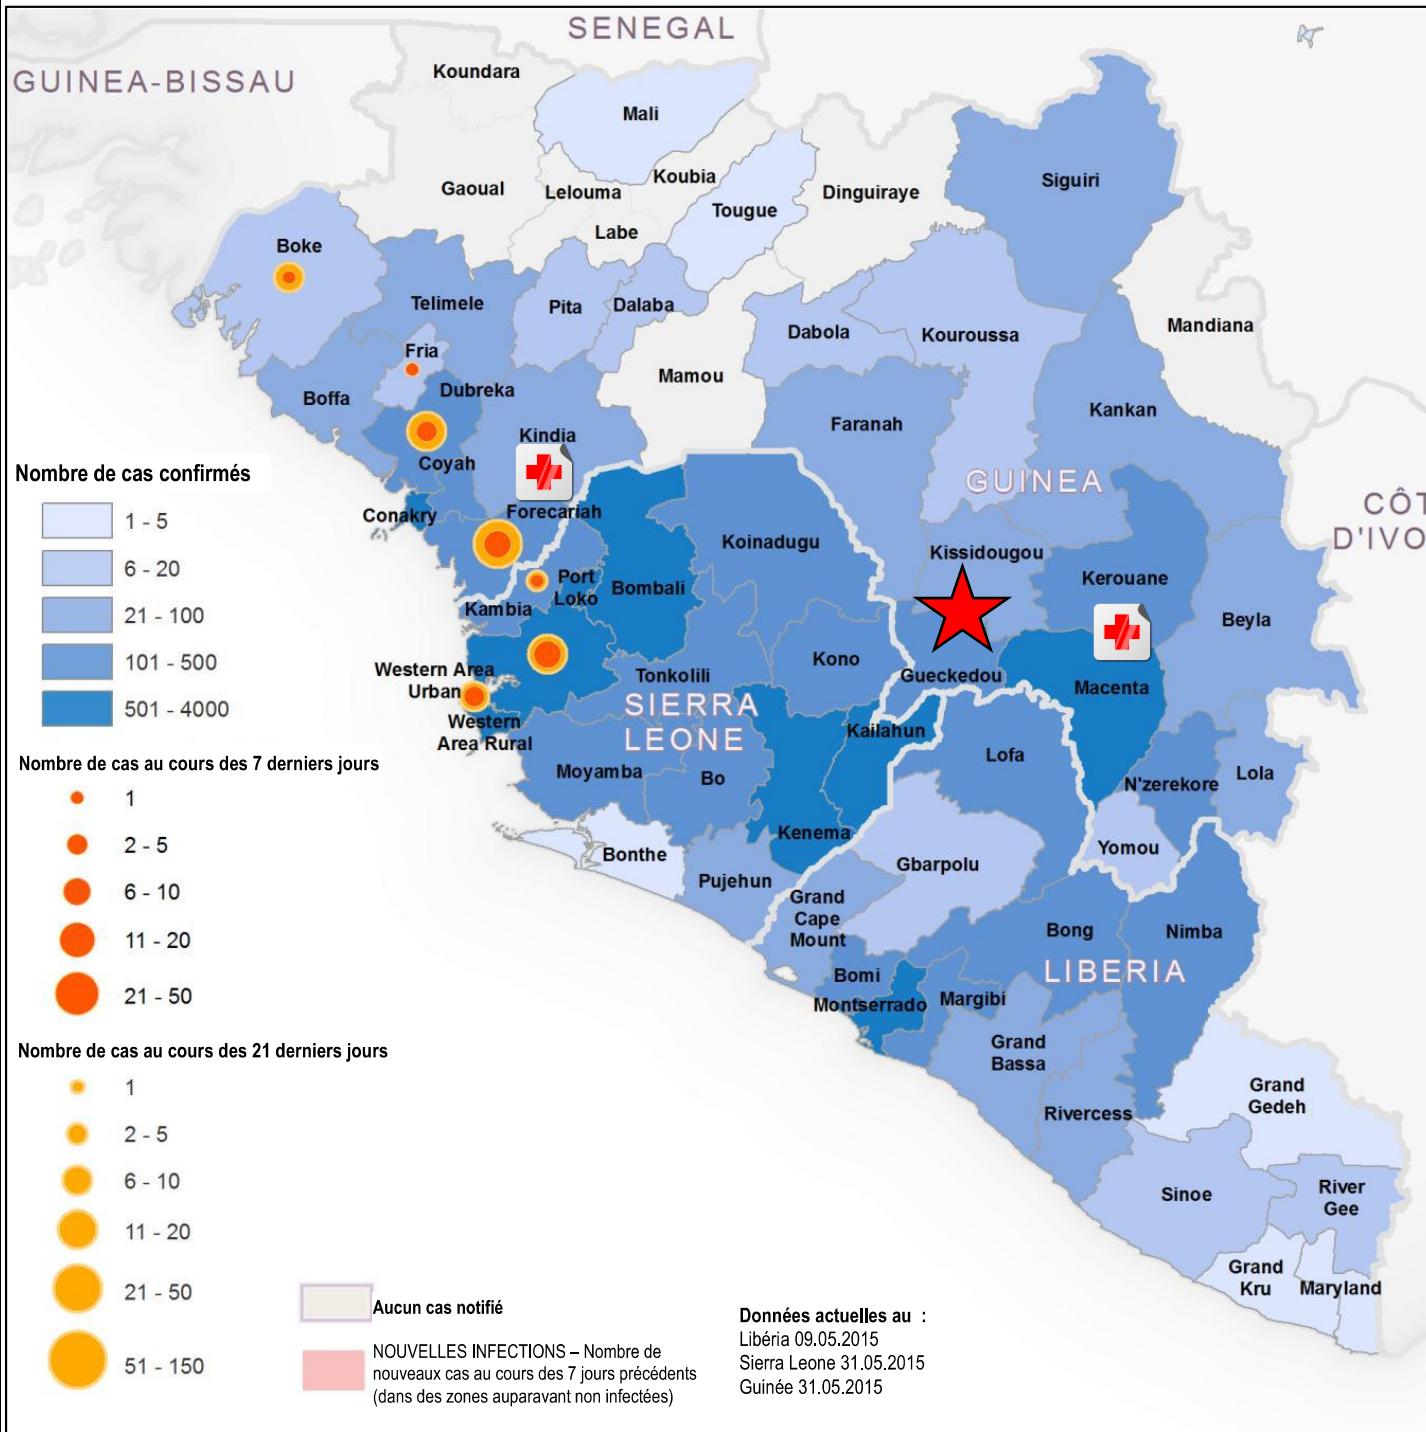 SENEGAL
GUINEA-BISSAU
Koundara
Mali
Gaoual
Lelouma
Koubia
Labe
Tougue
Dinguiraye
Siguiri
Boke
Telimele
Pita
Dalaba
Dabola
Kouroussa
Mandiana
Fria
Boffa
Dubreka
Mamou
Faranah
Kankan
Kindia
Coyah
GUINEA
CÔT
D'IVO
Conakry
Forecariah
Koinadugu
Kissidougou
Kerouane
Beyla
Port
Loko
Bombali
Kambia
Kono
Gueckedou
Macenta
Western Area
Urban
Tonkolili
SIERRA
LEONE
Western
Area Rural
Kailahun
Lofa
Moyamba
Bo
N'zerekore
Lola
Kenema
Yomou
Bonthe
Pujehun
Gbarpolu
Grand
Cape
Mount
Bong
Nimba
LIBERIA
Bomi
Montserrado
Margibi
Grand
Bassa
Rivercess
Grand
Gedeh
Sinoe
River
Gee
Grand
Kru
Maryland
Nombre de cas confirmés
1 - 5
6 - 20
21 - 100
101 - 500
501 - 4000
Nombre de cas au cours des 7 derniers jours
1
2 - 5
6 - 10
11 - 20
21 - 50
Nombre de cas au cours des 21 derniers jours
1
2 - 5
6 - 10
11 - 20
21 - 50
51 - 150
Aucun cas notifié
NOUVELLES INFECTIONS – Nombre de
nouveaux cas au cours des 7 jours précédents
(dans des zones auparavant non infectées)
Données actuelles au :
Libéria 09.05.2015
Sierra Leone 31.05.2015
Guinée 31.05.2015